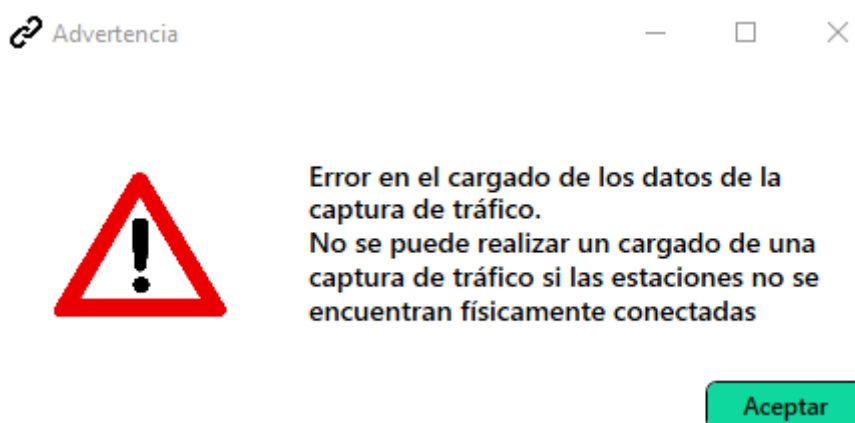 Advertencia
Error en el cargado de los datos de la
captura de tráfico.
No se puede realizar un cargado de una
captura de tráfico si las estaciones no se
encuentran físicamente conectadas
Aceptar